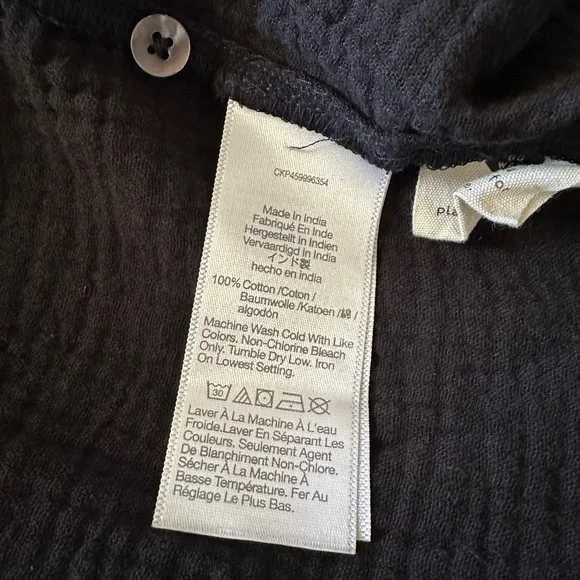 CKP459996354
Made in India
Fabriqué En Inde
Hergestellt in Indien
Vervaardigd in India
インド製
hecho en india
100% Cotton /Coton /
Baumwolle /Katoen /綿 /
algodón
Machine Wash Cold With Like
Colors. Non-Chlorine Bleach
Only. Tumble Dry Low. Iron
On Lowest Setting.
30
Laver À La Machine À L'eau
Froide.Laver En Séparant Les
Couleurs. Seulement Agent
De Blanchiment Non-Chlore.
Sécher À La Machine À
Basse Température. Fer Au
Réglage Le Plus Bas.